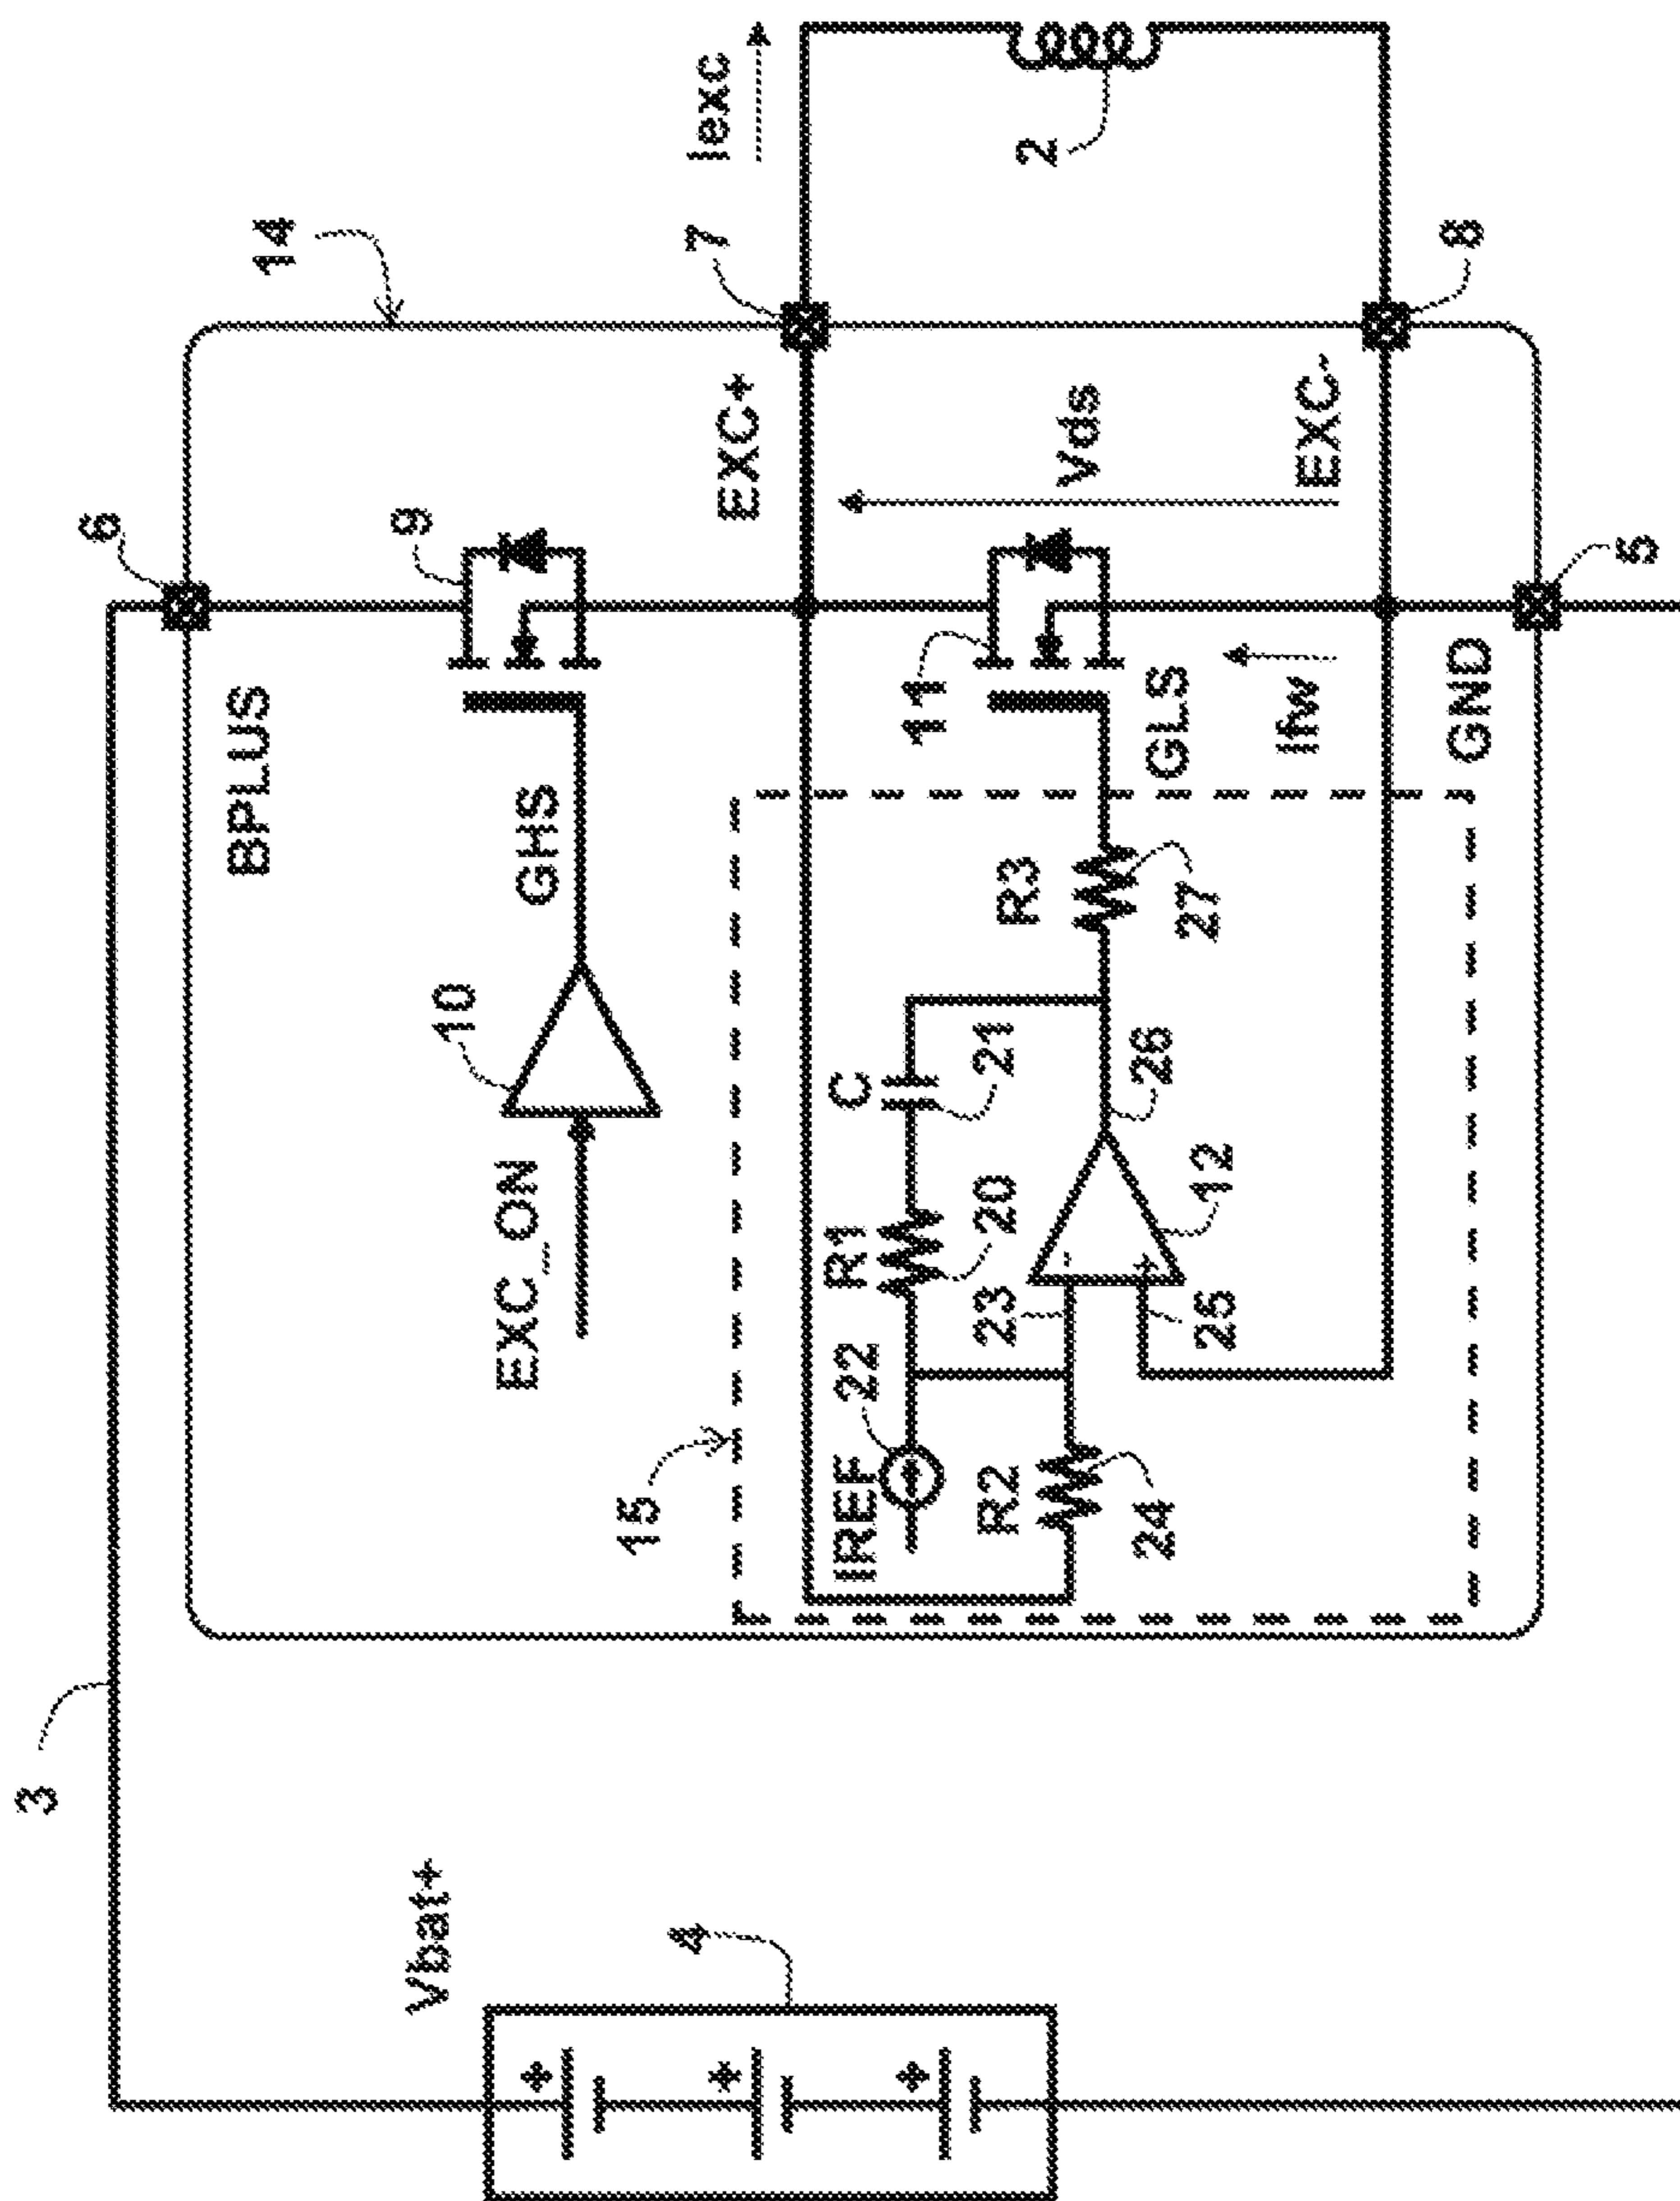 3
6
BPLUS
14
Iexc
9
GHS
10
EXC_ON
7
EXC+
2
Vbat+
4
15
IREF
22
R1
20
C
21
R2
24
23
25
12
26
R3
27
11
GLS
Vds
Ifw
EXC-
8
GND
5
+
+
+
-
+